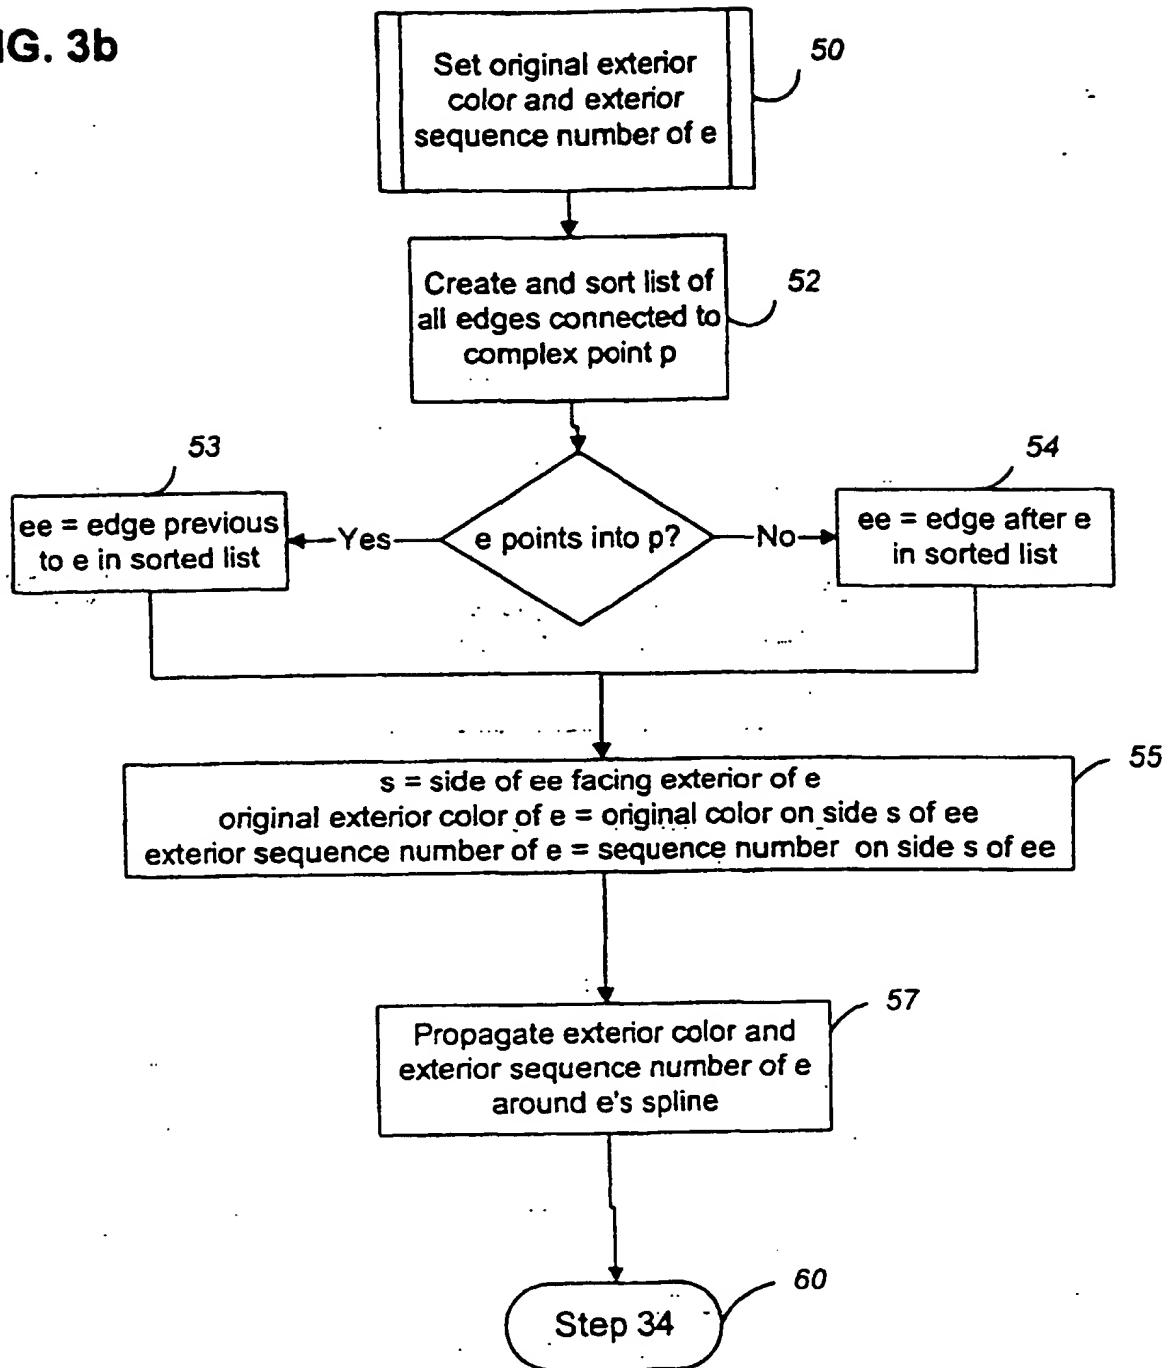 IG. 3b
Set original exterior
color and exterior
sequence number of e
50
Create and sort list of
all edges connected to
complex point p
52
53
ee = edge previous
to e in sorted list
Yes
e points into p?
No
54
ee = edge after e
in sorted list
55
s = side of ee facing exterior of e
original exterior color of e = original color on side s of ee
exterior sequence number of e = sequence number on side s of ee
57
Propagate exterior color and
exterior sequence number of e
around e's spline
60
Step 34